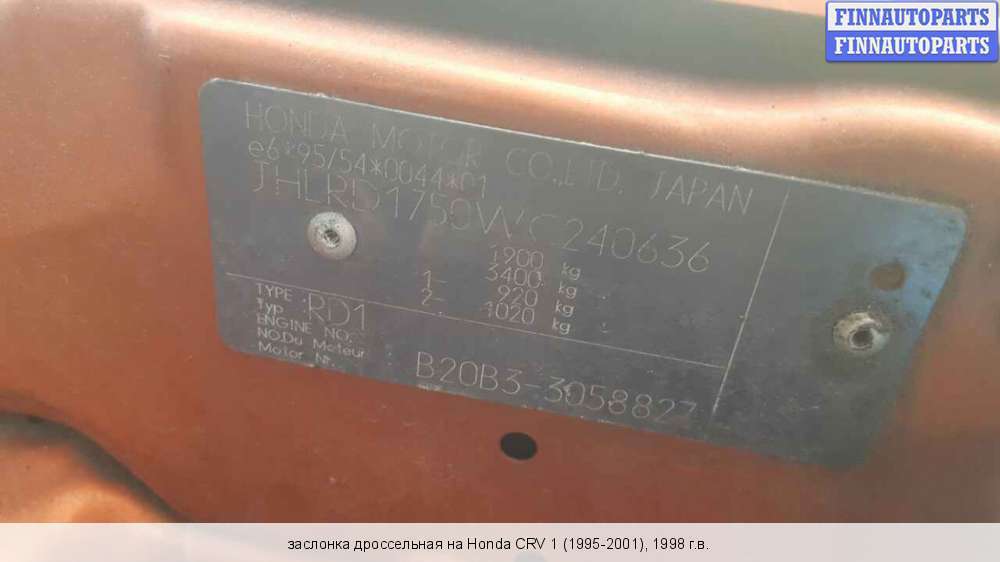 FINNAUTOPARTS
FINNAUTOPARTS
HONDA MOTOR CO.,LTD. JAPAN
e6*95/54*0044*01
JHLRD1750WC240636
1900 kg
3400 kg
1- 920 kg
2- 1020 kg
TYPE
Typ
RD1
ENGINE NO.
NO.Du Moteur
Motor Nr.
B20B3-3058827
заслонка дроссельная на Honda CRV 1 (1995-2001), 1998 г.в.